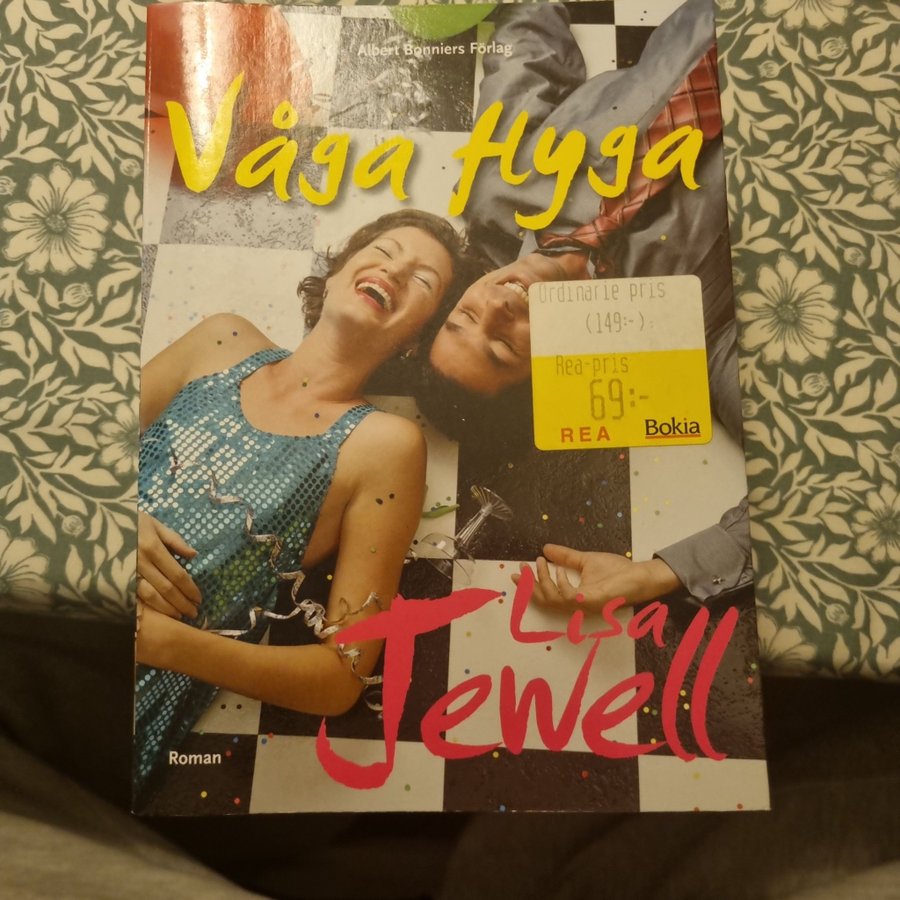 Albert Bonniers Förlag
Våga flyga
Ordinarie pris
(149:-).
Rea-pris
69:-
REA Bokia
Lisa
Jewell
Roman